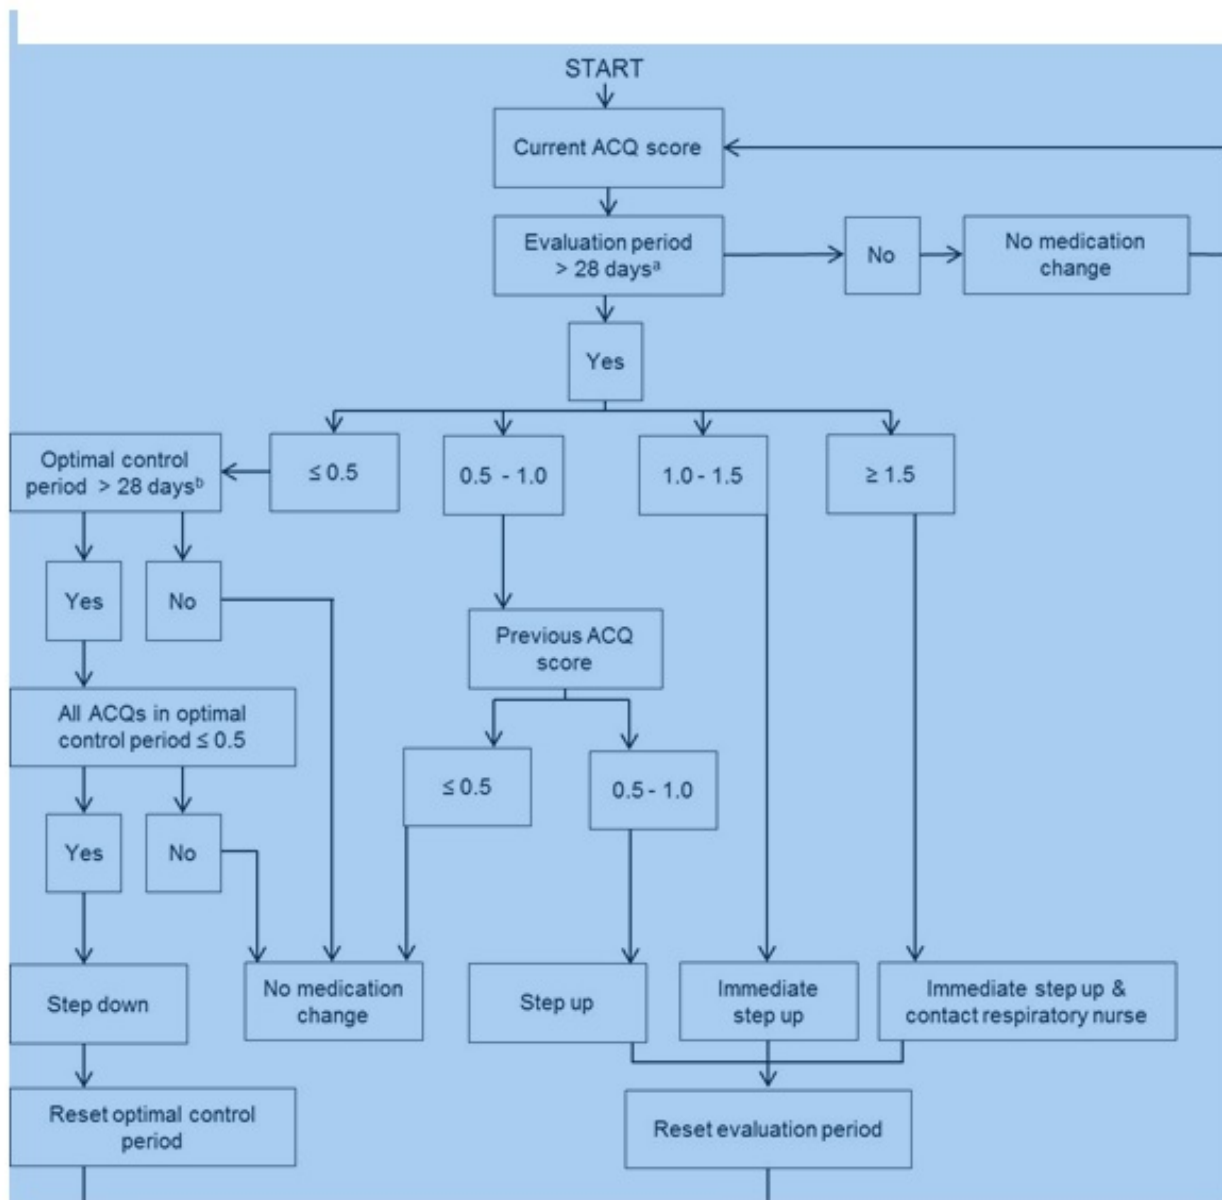 START
Current ACQ score
Evaluation period
> 28 daysᵃ
No
No medication
change
Yes
Optimal control
period > 28 daysᵇ
≤ 0.5
0.5 - 1.0
1.0 - 1.5
≥ 1.5
Yes
No
Previous ACQ
score
All ACQs in optimal
control period ≤ 0.5
≤ 0.5
0.5 - 1.0
Yes
No
Step down
No medication
change
Step up
Immediate
step up
Immediate step up &
contact respiratory nurse
Reset optimal control
period
Reset evaluation period